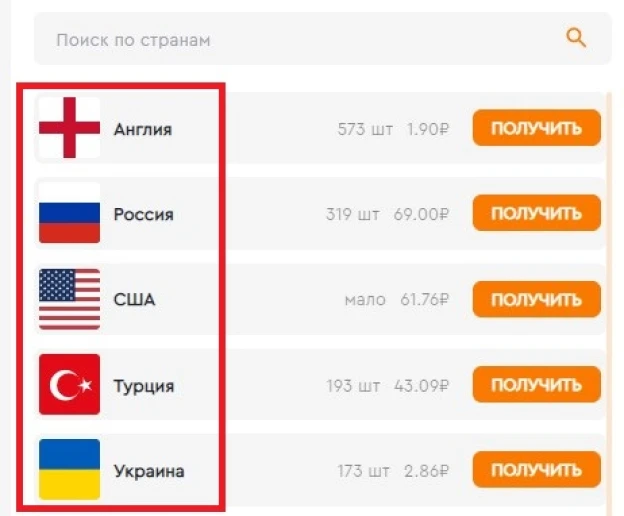 Поиск по странам
Англия 573 шт 1.90₽ ПОЛУЧИТЬ
Россия 319 шт 69.00₽ ПОЛУЧИТЬ
США мало 61.76₽ ПОЛУЧИТЬ
Турция 193 шт 43.09₽ ПОЛУЧИТЬ
Украина 173 шт 2.86₽ ПОЛУЧИТЬ